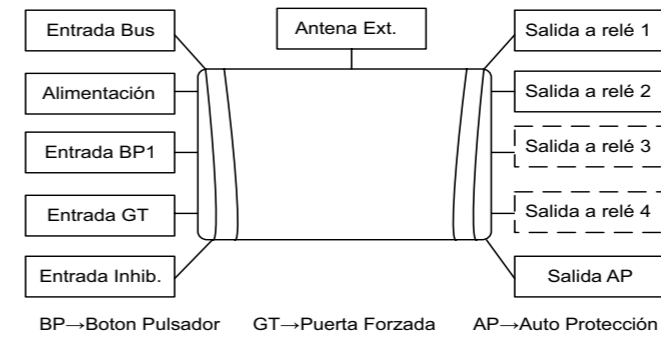 Entrada Bus
Alimentación
Entrada BP1
Entrada GT
Entrada Inhib.
Antena Ext.
Salida a relé 1
Salida a relé 2
Salida a relé 3
Salida a relé 4
Salida AP
BP→Boton Pulsador GT→Puerta Forzada AP→Auto Protección